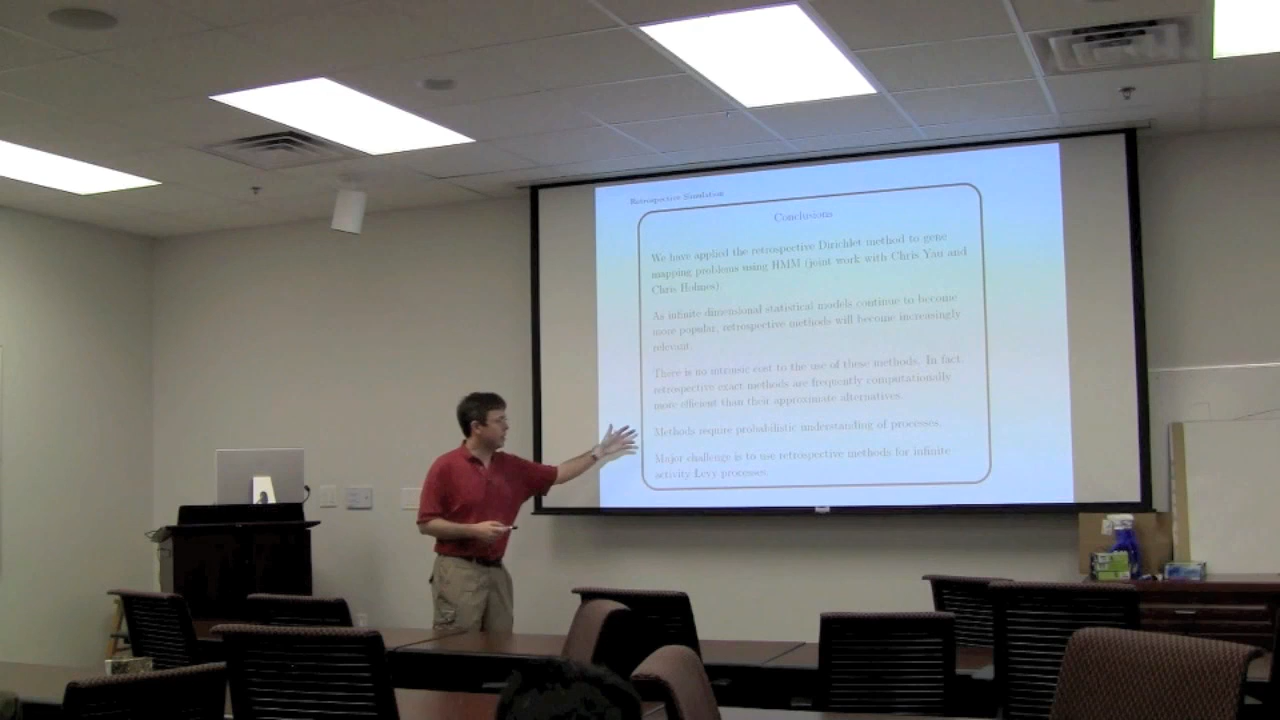 Retrospective Simulation
Conclusions
We have applied the retrospective Dirichlet method to gene
mapping problems using HMM (joint work with Chris Yau and
Chris Holmes).
As infinite dimensional statistical models continue to become
more popular, retrospective methods will become increasingly
relevant.
There is no intrinsic cost to the use of these methods. In fact,
retrospective exact methods are frequently computationally
more efficient than their approximate alternatives.
Methods require probabilistic understanding of processes.
Major challenge is to use retrospective methods for infinite-
activity Levy processes.